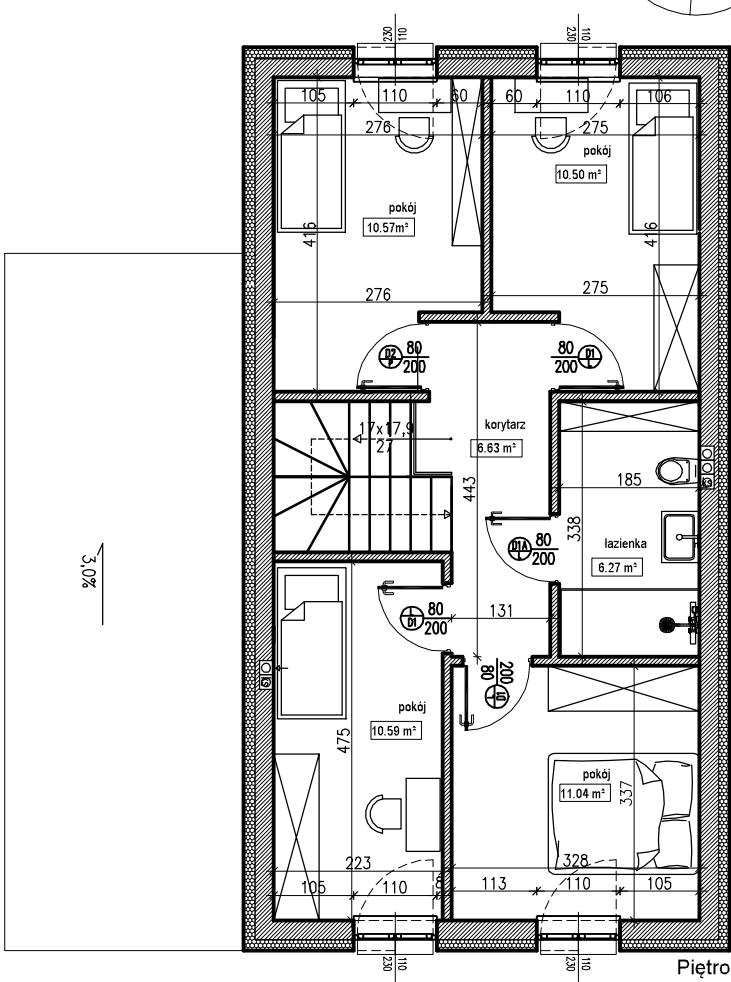 230
110
230
110
105
110
60
60
110
106
276
275
pokój
10.50 m²
pokój
10.57m²
416
416
276
275
D2
P
80
200
80
200
D1
L
17x17,9
27
korytarz
6.63 m²
443
185
338
D1A
L
80
200
łazienka
6.27 m²
3,0%
D1
L
80
200
131
80
200
D1
L
pokój
10.59 m²
475
pokój
11.04 m²
337
223
328
105
110
8
113
110
105
230
110
230
110
Piętro